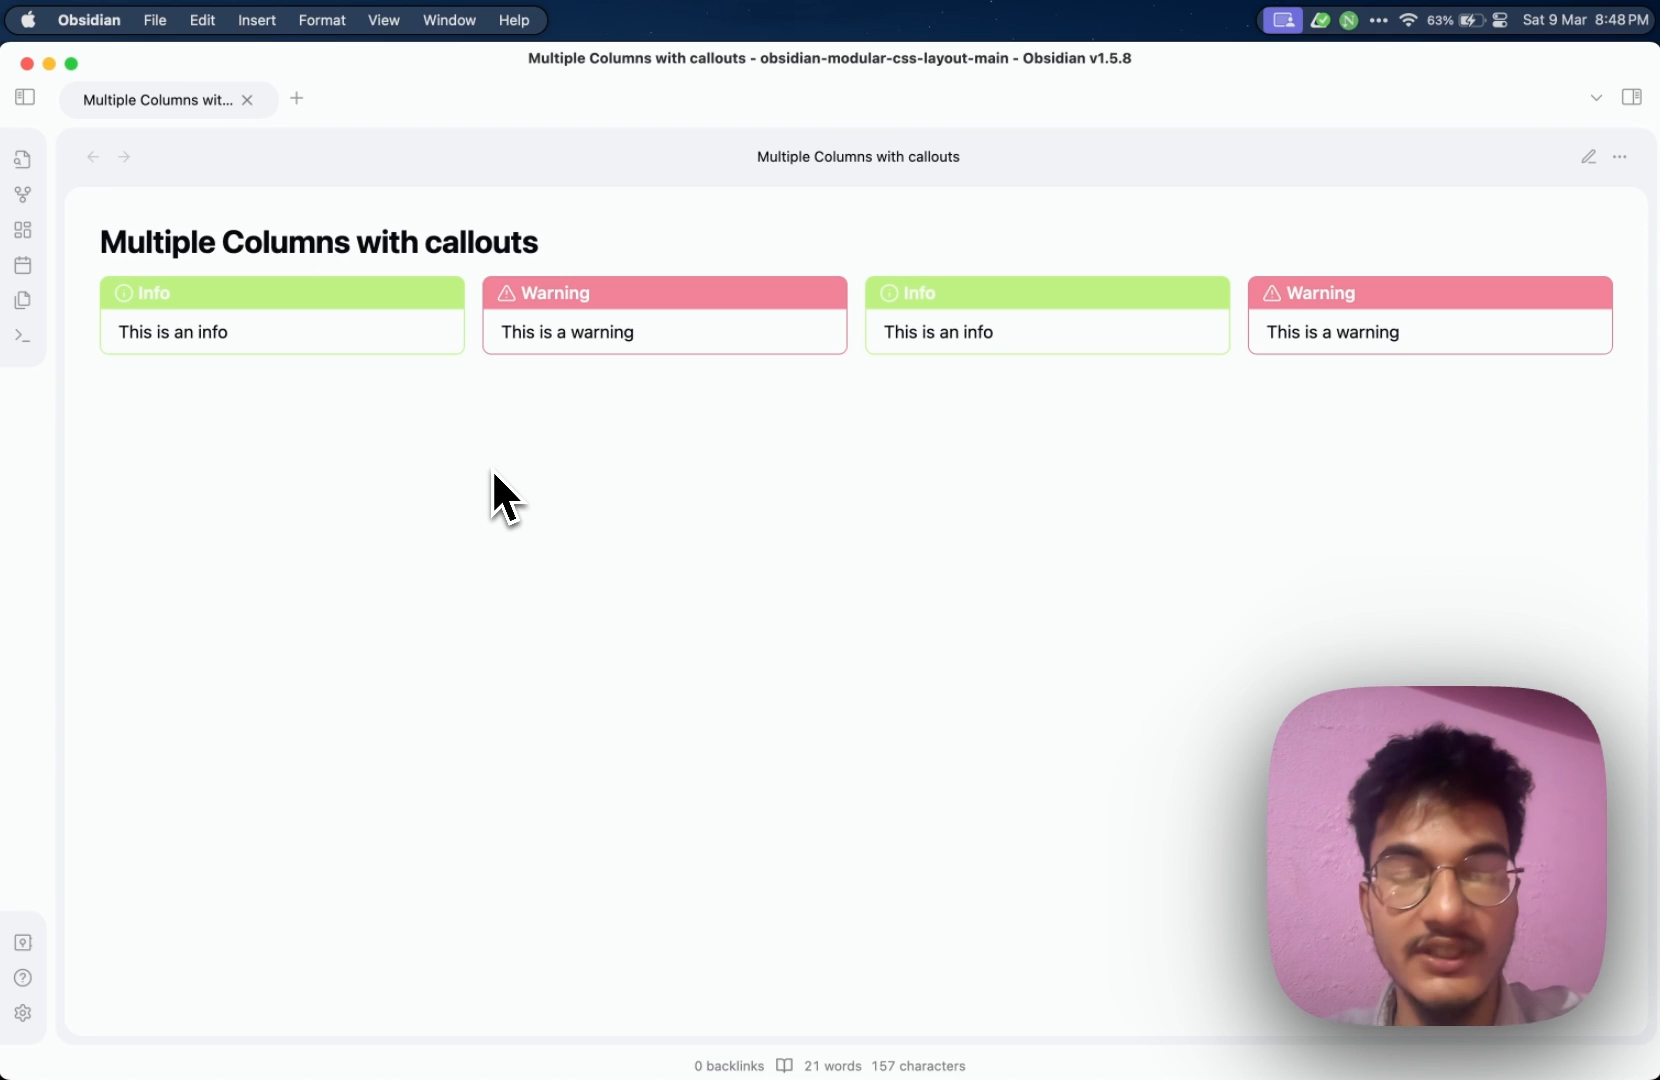 Obsidian File Edit Insert Format View Window Help N 63% Sat 9 Mar 8:48 PM
Multiple Columns with callouts - obsidian-modular-css-layout-main - Obsidian v1.5.8
Multiple Columns wit...
Multiple Columns with callouts
Multiple Columns with callouts
Info Warning Info Warning
This is an info This is a warning This is an info This is a warning
0 backlinks 21 words 157 characters